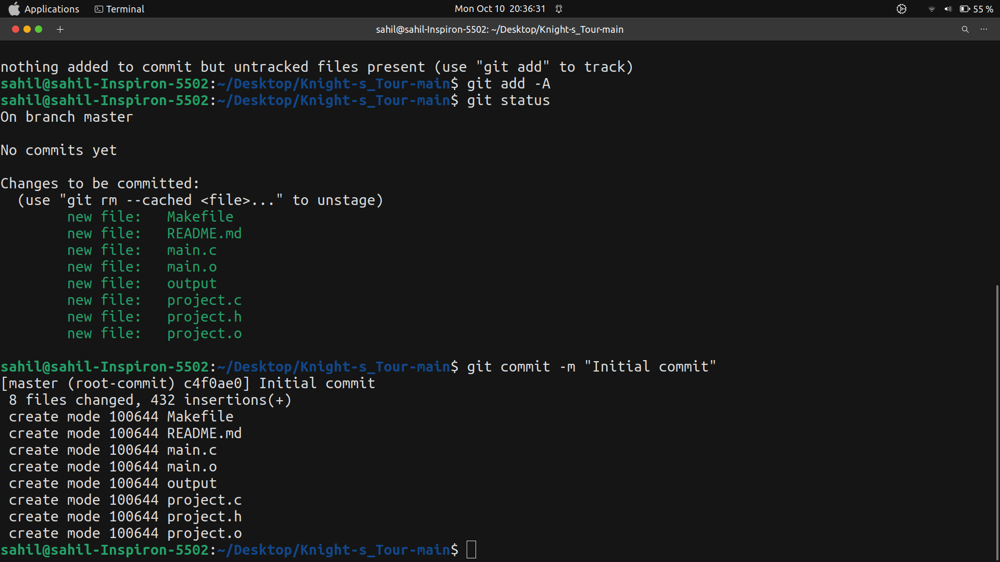 Applications Terminal Mon Oct 10 20:36:31 55 %
sahil@sahil-Inspiron-5502: ~/Desktop/Knight-s_Tour-main
nothing added to commit but untracked files present (use "git add" to track)
sahil@sahil-Inspiron-5502:~/Desktop/Knight-s_Tour-main$ git add -A
sahil@sahil-Inspiron-5502:~/Desktop/Knight-s_Tour-main$ git status
On branch master
No commits yet
Changes to be committed:
  (use "git rm --cached <file>..." to unstage)
        new file:   Makefile
        new file:   README.md
        new file:   main.c
        new file:   main.o
        new file:   output
        new file:   project.c
        new file:   project.h
        new file:   project.o
sahil@sahil-Inspiron-5502:~/Desktop/Knight-s_Tour-main$ git commit -m "Initial commit"
[master (root-commit) c4f0ae0] Initial commit
 8 files changed, 432 insertions(+)
 create mode 100644 Makefile
 create mode 100644 README.md
 create mode 100644 main.c
 create mode 100644 main.o
 create mode 100644 output
 create mode 100644 project.c
 create mode 100644 project.h
 create mode 100644 project.o
sahil@sahil-Inspiron-5502:~/Desktop/Knight-s_Tour-main$